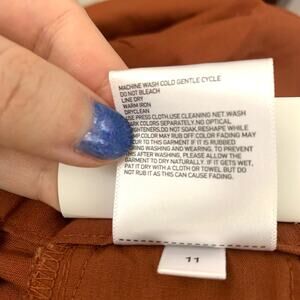 MACHINE WASH COLD GENTLE CYCLE
DO NOT BLEACH
LINE DRY
WARM IRON
DRYCLEAN
USE PRESS CLOTH.USE CLEANING NET.WASH
DARK COLORS SEPARATELY.NO OPTICAL
BRIGHTENERS.DO NOT SOAK.RESHAPE WHILE
DAMP.COLOR MAY RUB OFF.COLOR FADING MAY
OCCUR TO THIS GARMENT IF IT IS RUBBED
DURING WASHING AND WEARING, TO PREVENT
THIS AFTER WASHING, PLEASE ALLOW THE
GARMENT TO DRY NATURALLY. IF IT GETS WET,
PAT IT DRY WITH A CLOTH OR TOWEL BUT DO
NOT RUB IT AS THIS CAN CAUSE FADING.
11